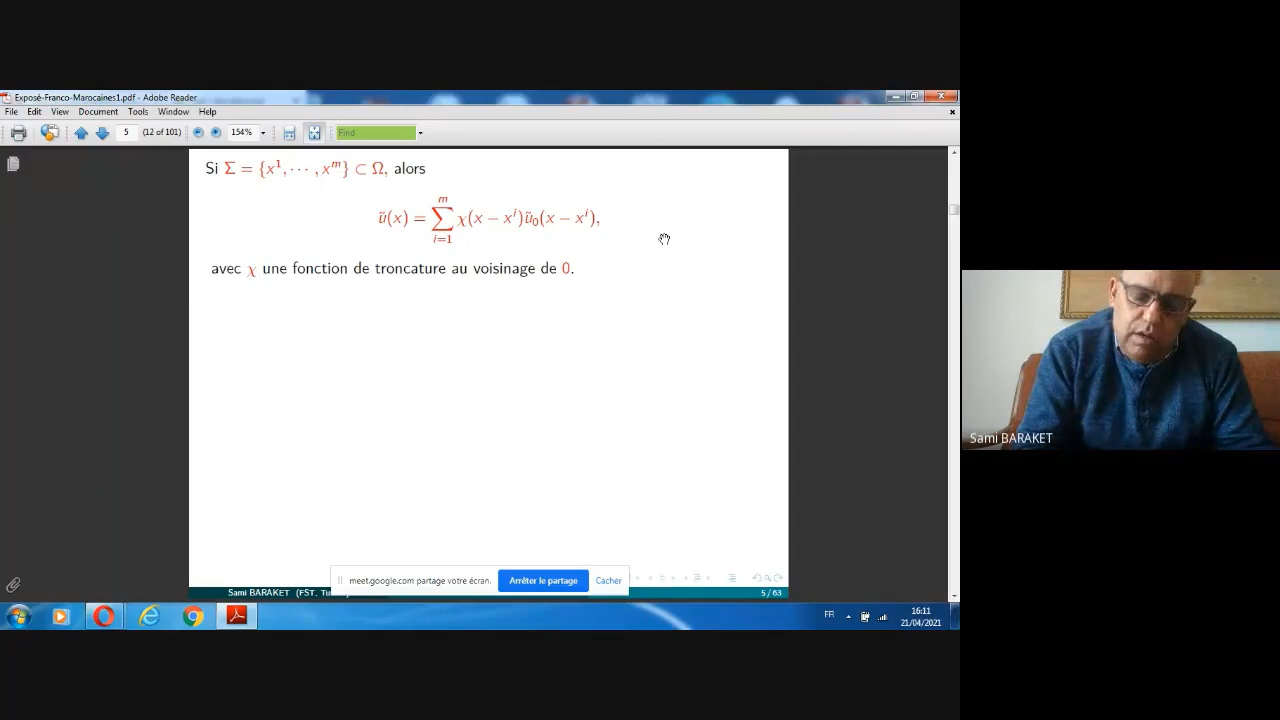 Exposé-Franco-Marocaines1.pdf - Adobe Reader
File Edit View Document Tools Window Help
5 (12 of 101) 154% Find
Si Σ = {x¹, ··· , xᵐ} ⊂ Ω, alors
ũ(x) = ∑_{i=1}^{m} χ(x − xⁱ)ũ₀(x − xⁱ),
avec χ une fonction de troncature au voisinage de 0.
Sami BARAKET
meet.google.com partage votre écran. Arrêter le partage Cacher
Sami BARAKET (FST, 5 / 63
FR 16:11
21/04/2021